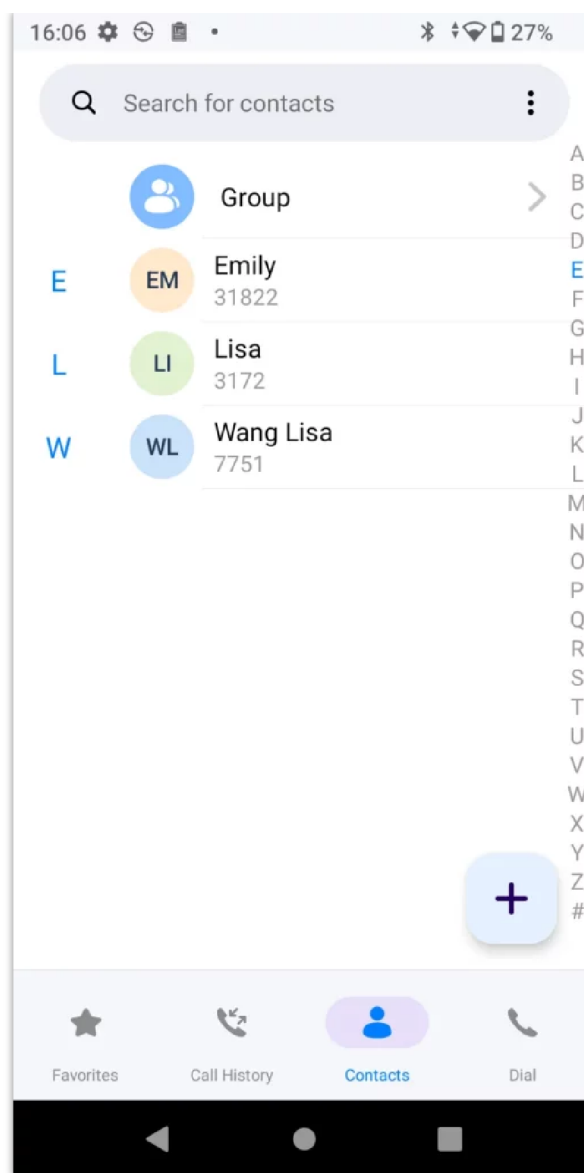 16:06 27%
Search for contacts
Group
E
EM
Emily
31822
L
LI
Lisa
3172
W
WL
Wang Lisa
7751
A
B
C
D
E
F
G
H
I
J
K
L
M
N
O
P
Q
R
S
T
U
V
W
X
Y
Z
#
Favorites Call History Contacts Dial